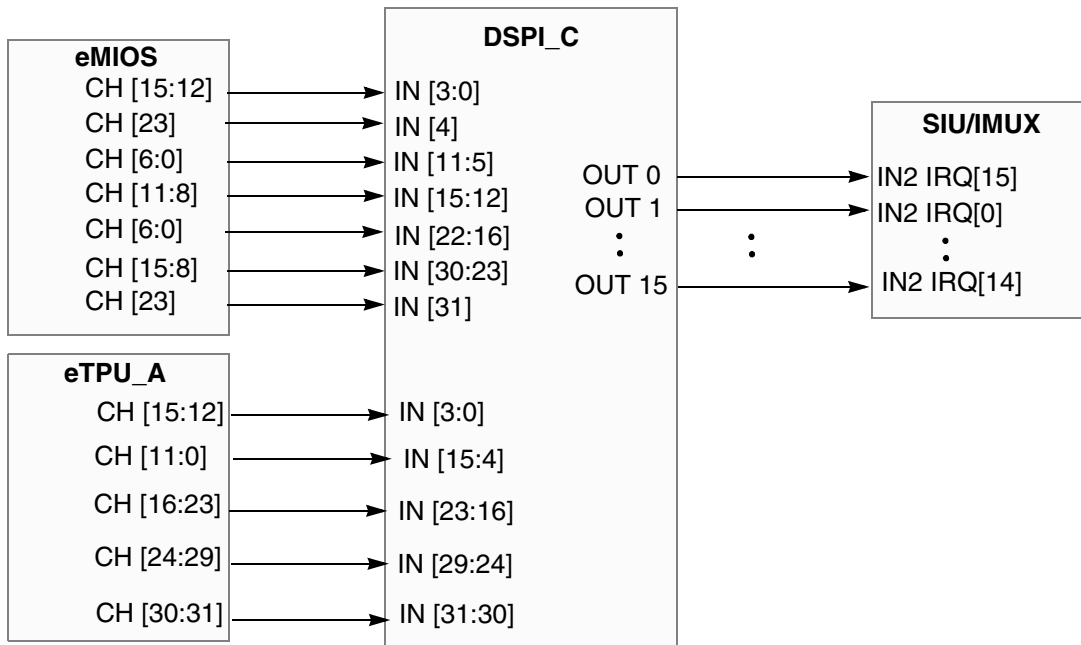 eMIOS
CH [15:12]
CH [23]
CH [6:0]
CH [11:8]
CH [6:0]
CH [15:8]
CH [23]
eTPU_A
CH [15:12]
CH [11:0]
CH [16:23]
CH [24:29]
CH [30:31]
DSPI_C
IN [3:0]
IN [4]
IN [11:5]
IN [15:12]
IN [22:16]
IN [30:23]
IN [31]
IN [3:0]
IN [15:4]
IN [23:16]
IN [29:24]
IN [31:30]
OUT 0
OUT 1
OUT 15
SIU/IMUX
IN2 IRQ[15]
IN2 IRQ[0]
IN2 IRQ[14]